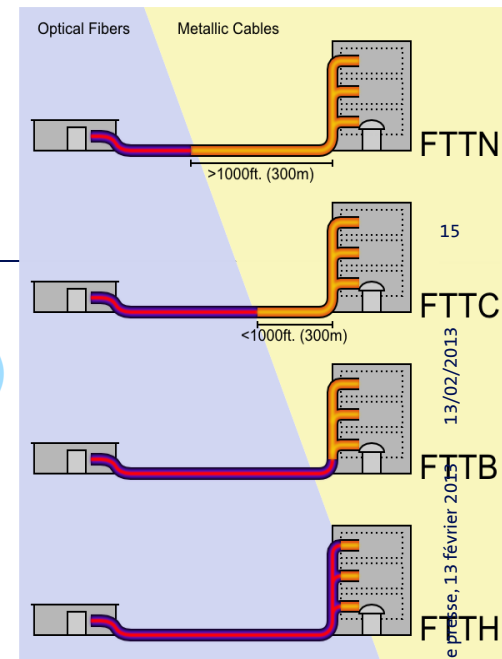 Optical Fibers
Metallic Cables
FTTN
>1000ft. (300m)
15
FTTC
<1000ft. (300m)
13/02/2013
FTTB
e presse, 13 février 2013
FTTH